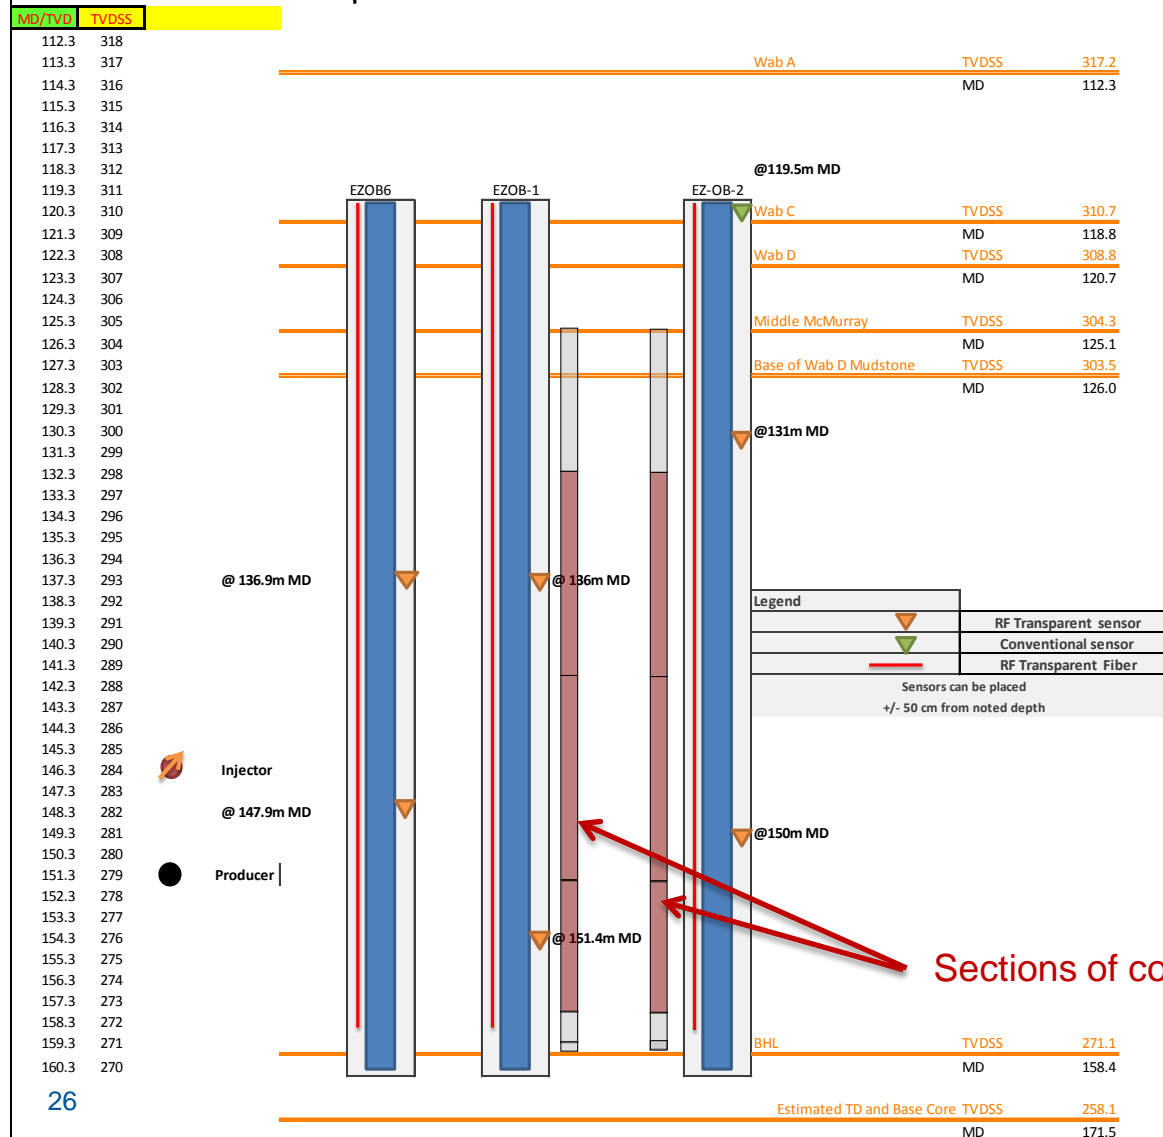 MD/TVD TVDSS
112.3 318
113.3 317 Wab A TVDSS 317.2
114.3 316 MD 112.3
115.3 315
116.3 314
117.3 313
118.3 312 @119.5m MD
119.3 311 EZOB6 EZOB-1 EZ-OB-2
120.3 310 Wab C TVDSS 310.7
121.3 309 MD 118.8
122.3 308 Wab D TVDSS 308.8
123.3 307 MD 120.7
124.3 306
125.3 305 Middle McMurray TVDSS 304.3
126.3 304 MD 125.1
127.3 303 Base of Wab D Mudstone TVDSS 303.5
128.3 302 MD 126.0
129.3 301
130.3 300 @131m MD
131.3 299
132.3 298
133.3 297
134.3 296
135.3 295
136.3 294
137.3 293 @ 136.9m MD @ 136m MD
138.3 292 Legend
139.3 291 RF Transparent sensor
140.3 290 Conventional sensor
141.3 289 RF Transparent Fiber
142.3 288 Sensors can be placed
143.3 287 +/- 50 cm from noted depth
144.3 286
145.3 285
146.3 284 Injector
147.3 283
148.3 282 @ 147.9m MD
149.3 281 @150m MD
150.3 280
151.3 279 Producer
152.3 278
153.3 277
154.3 276 @ 151.4m MD
155.3 275
156.3 274 Sections of co
157.3 273
158.3 272
159.3 271 BHL TVDSS 271.1
160.3 270 MD 158.4
26
Estimated TD and Base Core TVDSS 258.1
MD 171.5